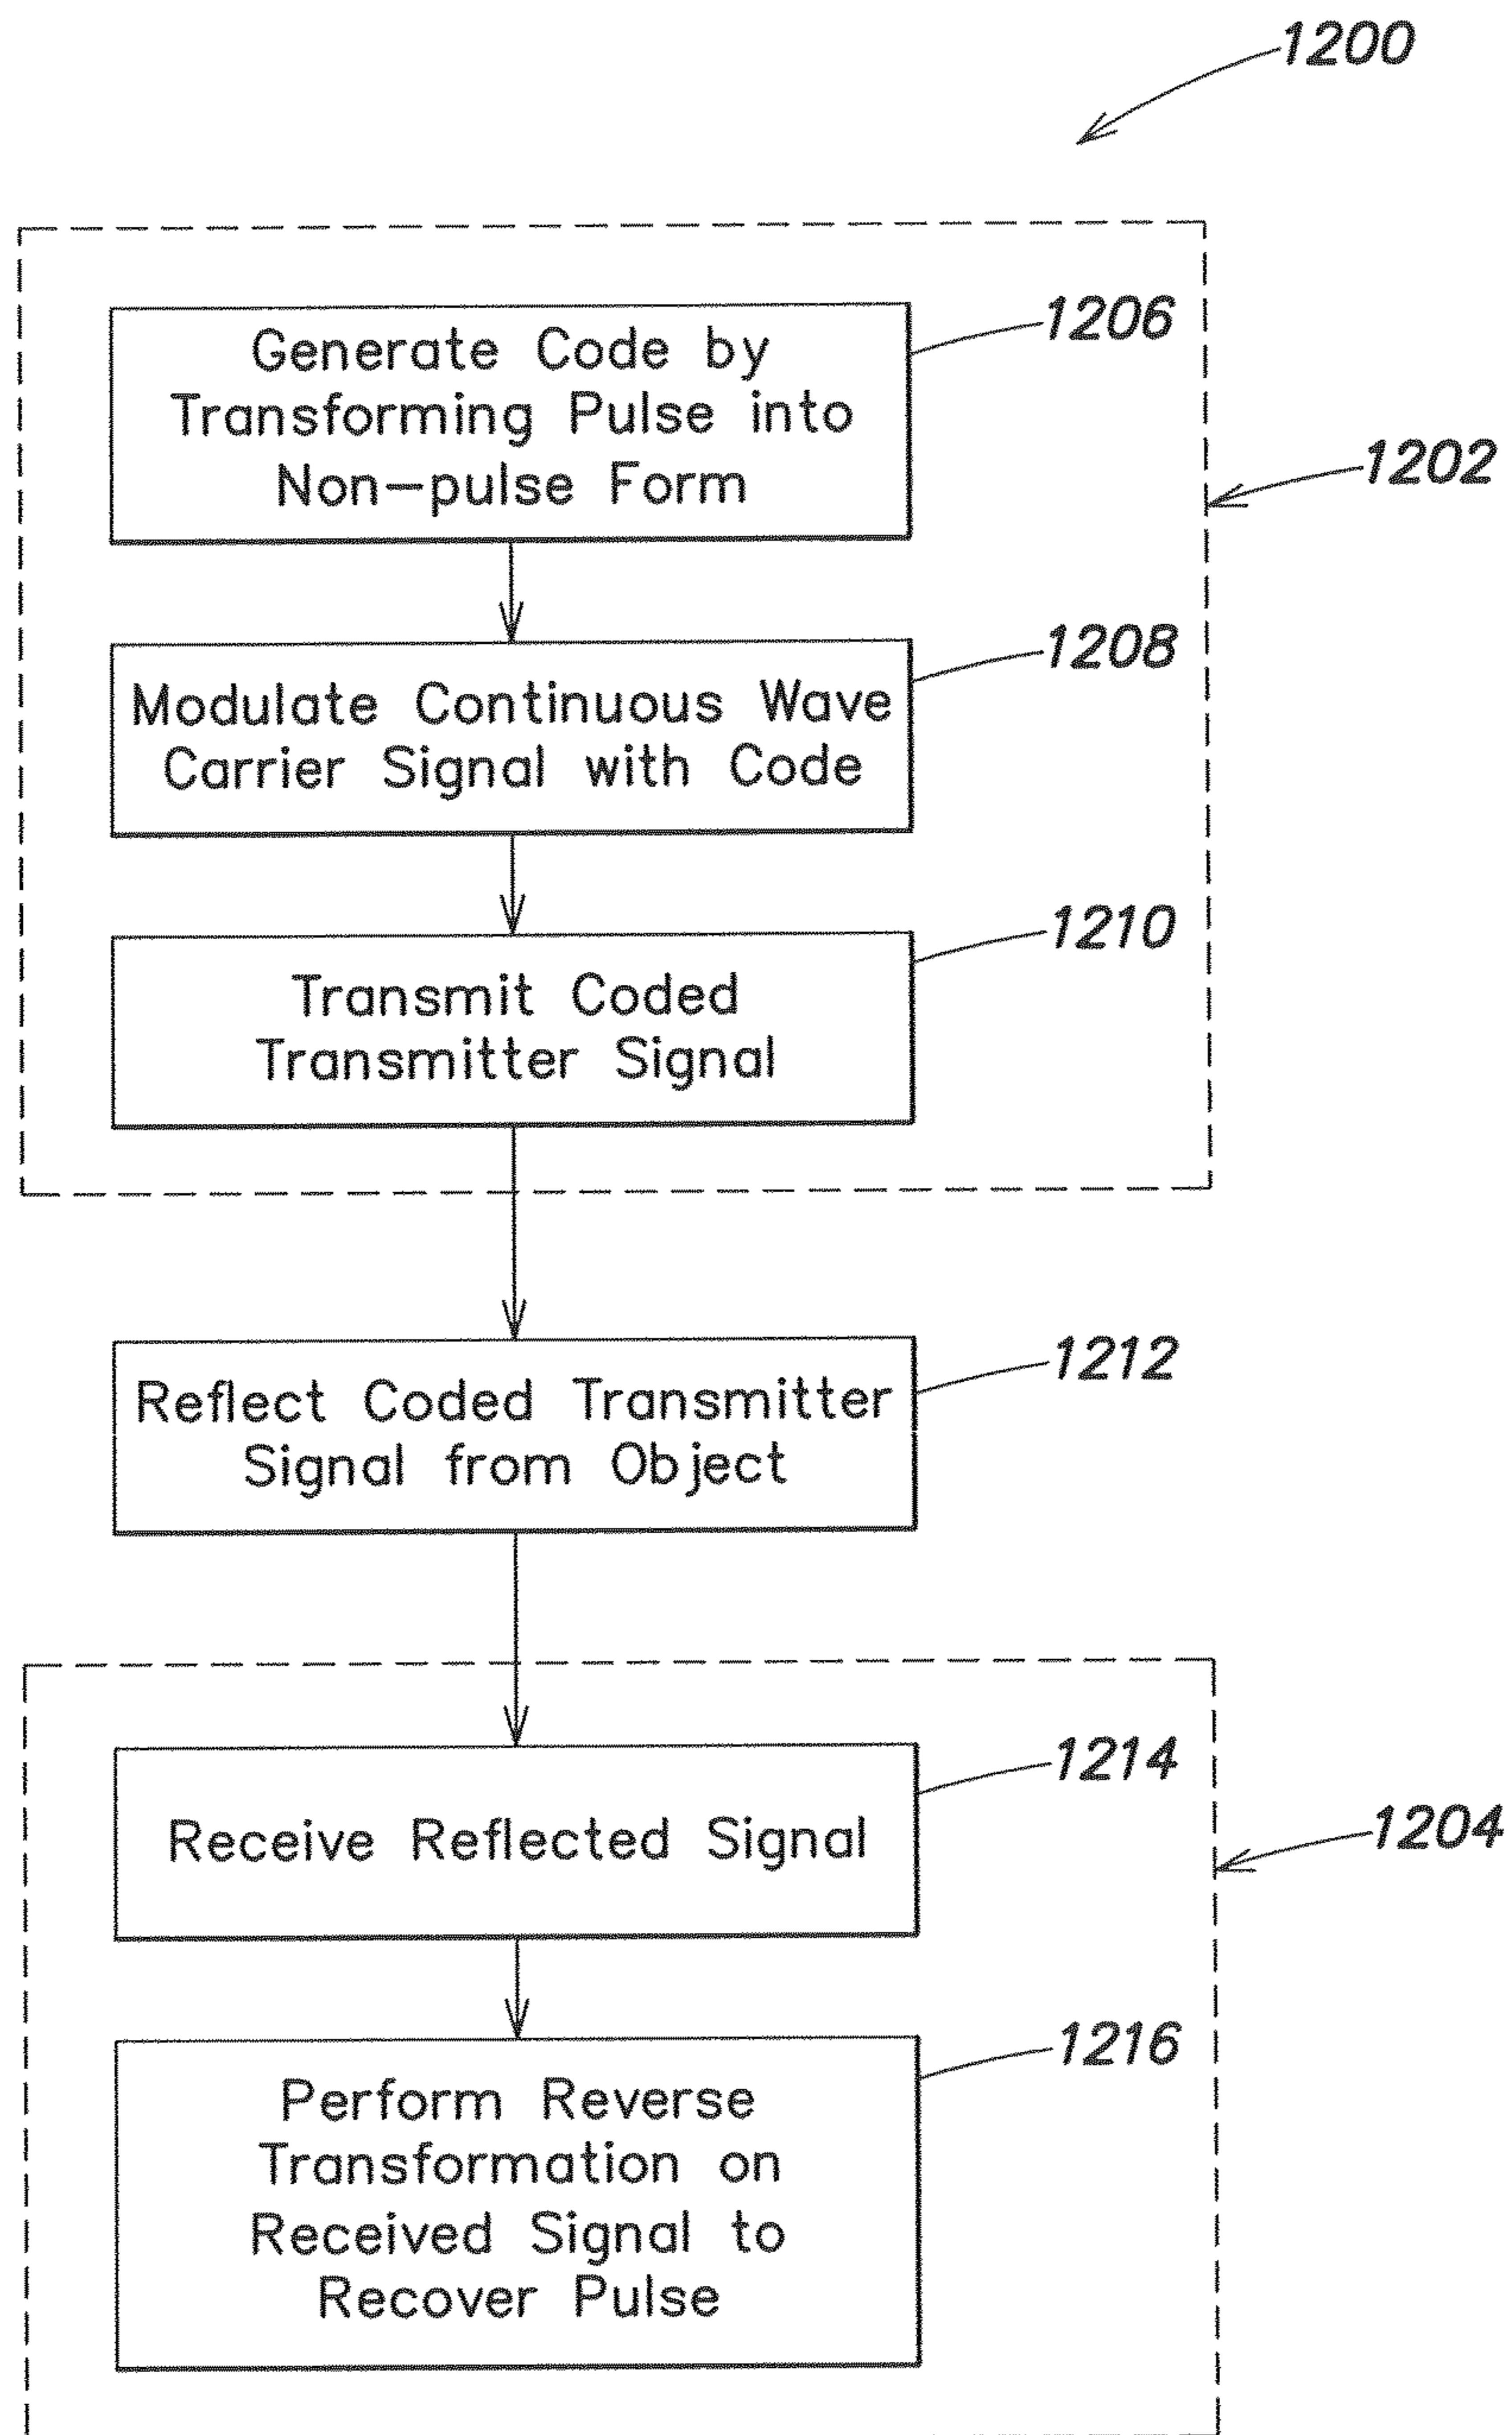 1200
Generate Code by
Transforming Pulse into
Non-pulse Form
1206
1202
Modulate Continuous Wave
Carrier Signal with Code
1208
Transmit Coded
Transmitter Signal
1210
Reflect Coded Transmitter
Signal from Object
1212
Receive Reflected Signal
1214
1204
Perform Reverse
Transformation on
Received Signal to
Recover Pulse
1216